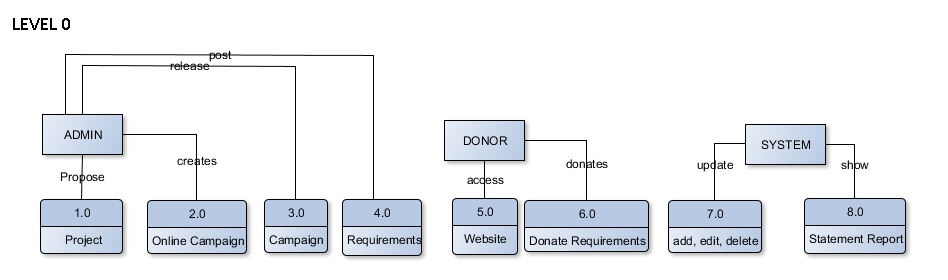 LEVEL 0
post
release
ADMIN
DONOR
SYSTEM
creates
donates
update
show
Propose
access
1.0
2.0
3.0
4.0
5.0
6.0
7.0
8.0
Project
Online Campaign
Campaign
Requirements
Website
Donate Requirements
add, edit, delete
Statement Report